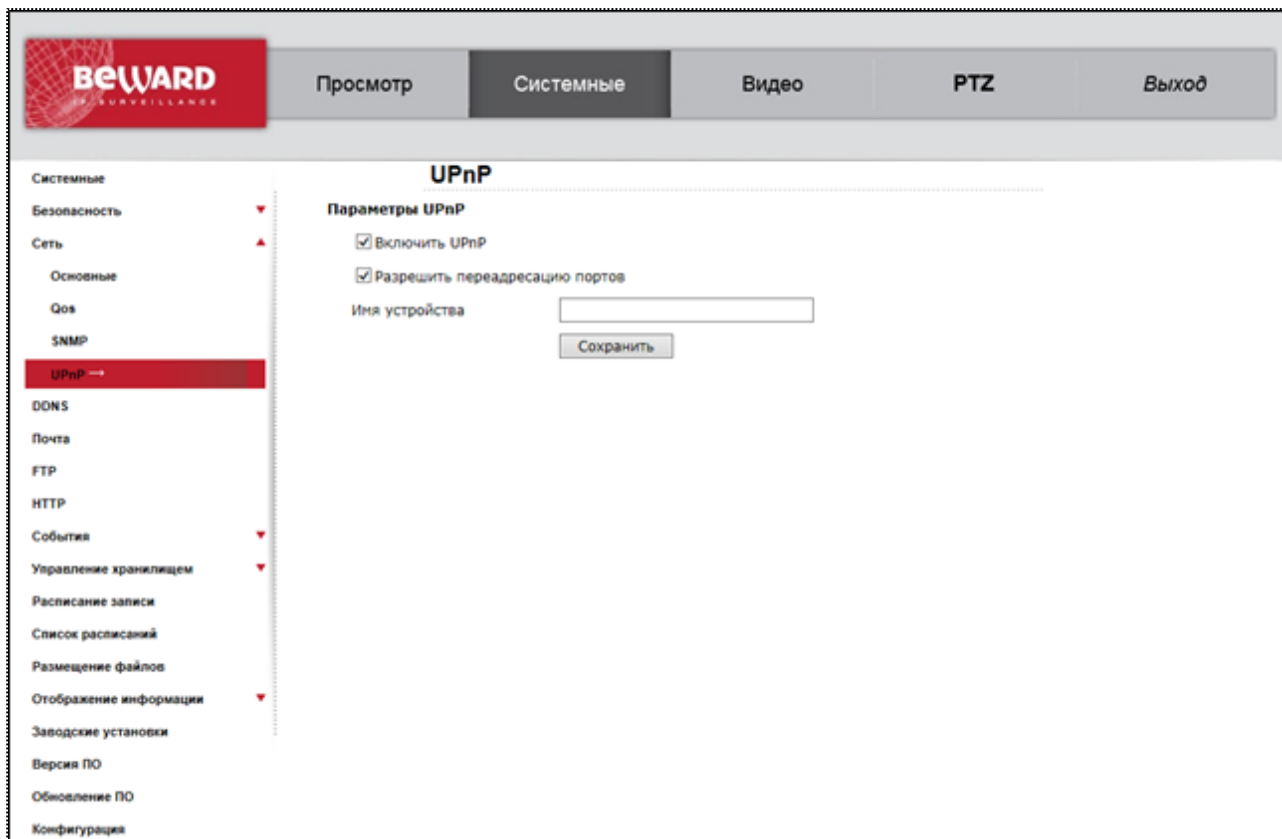 BEWARD
IP SURVEILLANCE
Просмотр
Системные
Видео
PTZ
Выход
Системные
Безопасность
Сеть
Основные
Qos
SNMP
UPnP →
DDNS
Почта
FTP
HTTP
События
Управление хранилищем
Расписание записи
Список расписаний
Размещение файлов
Отображение информации
Заводские установки
Версия ПО
Обновление ПО
Конфигурация
UPnP
Параметры UPnP
Включить UPnP
Разрешить переадресацию портов
Имя устройства
Сохранить